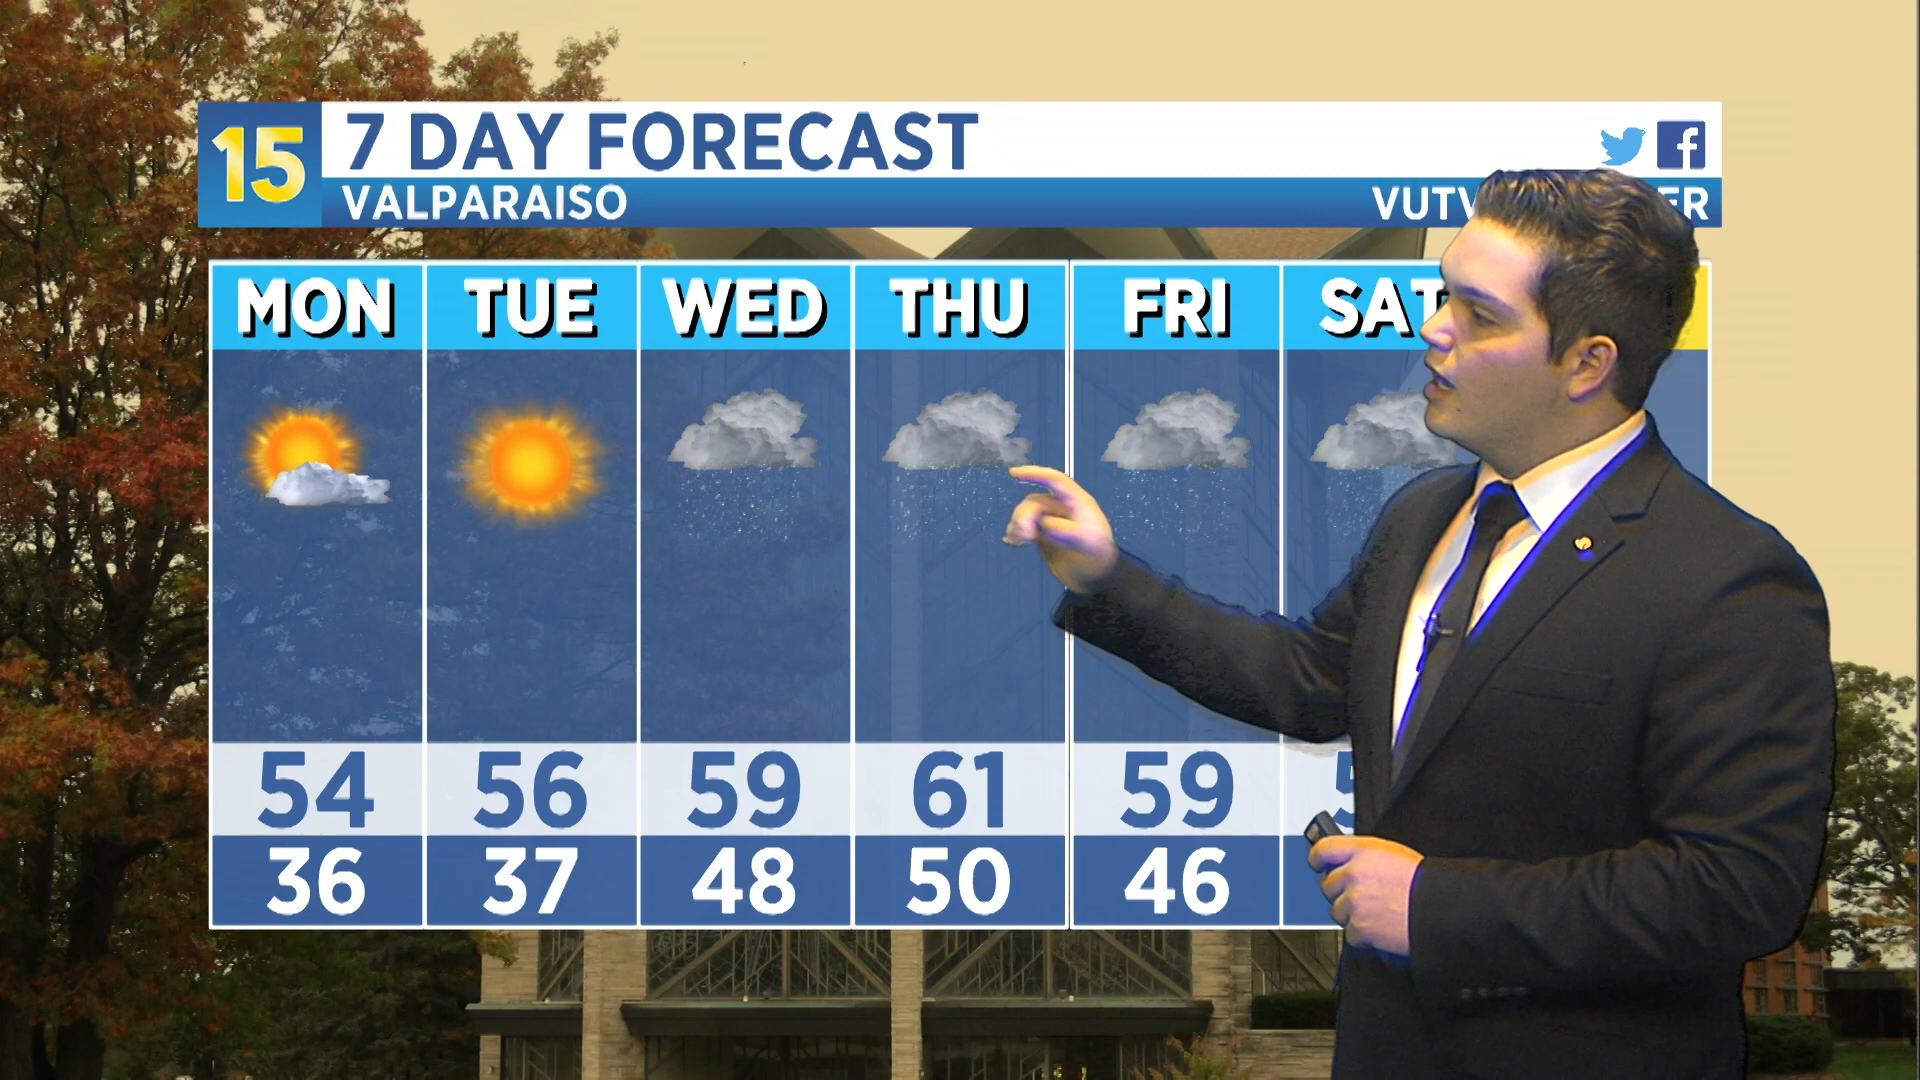 15
7 DAY FORECAST
VALPARAISO
MON TUE WED THU FRI SAT
54 56 59 61 59
36 37 48 50 46